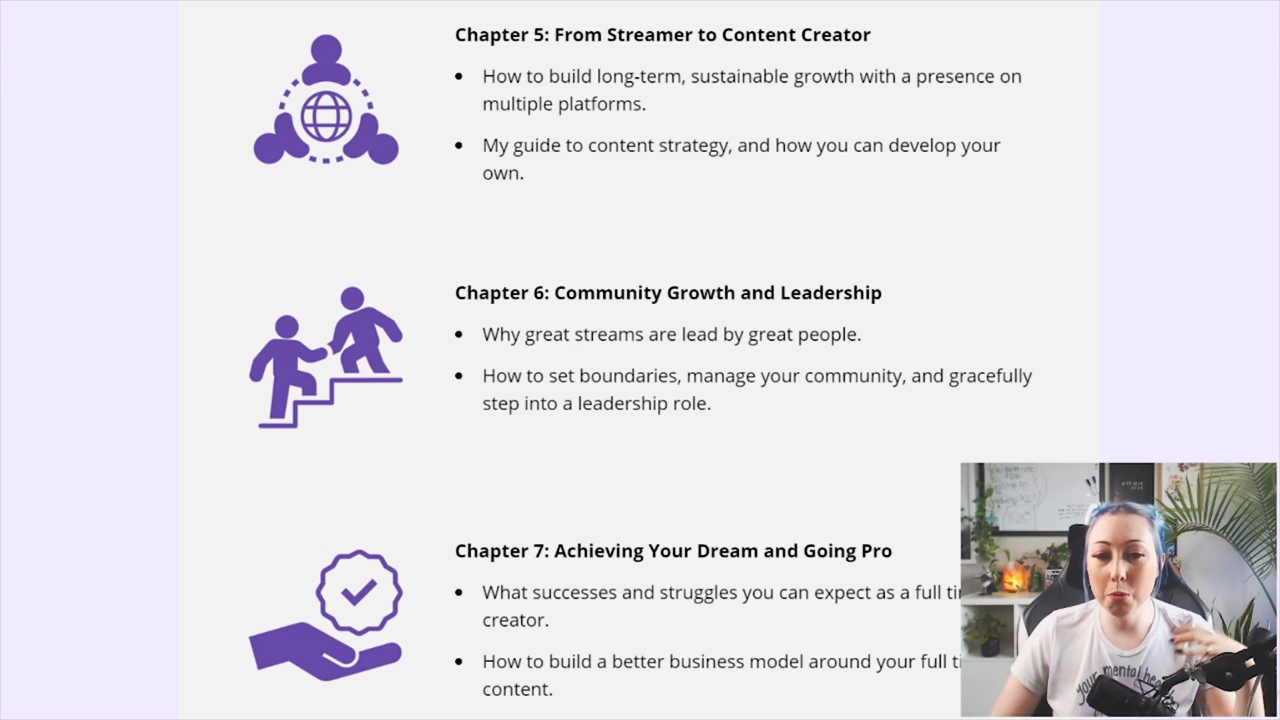 Chapter 5: From Streamer to Content Creator
How to build long-term, sustainable growth with a presence on
multiple platforms.
My guide to content strategy, and how you can develop your
own.
Chapter 6: Community Growth and Leadership
Why great streams are lead by great people.
How to set boundaries, manage your community, and gracefully
step into a leadership role.
Chapter 7: Achieving Your Dream and Going Pro
What successes and struggles you can expect as a full
creator.
How to build a better business model around your full
content.
your mental